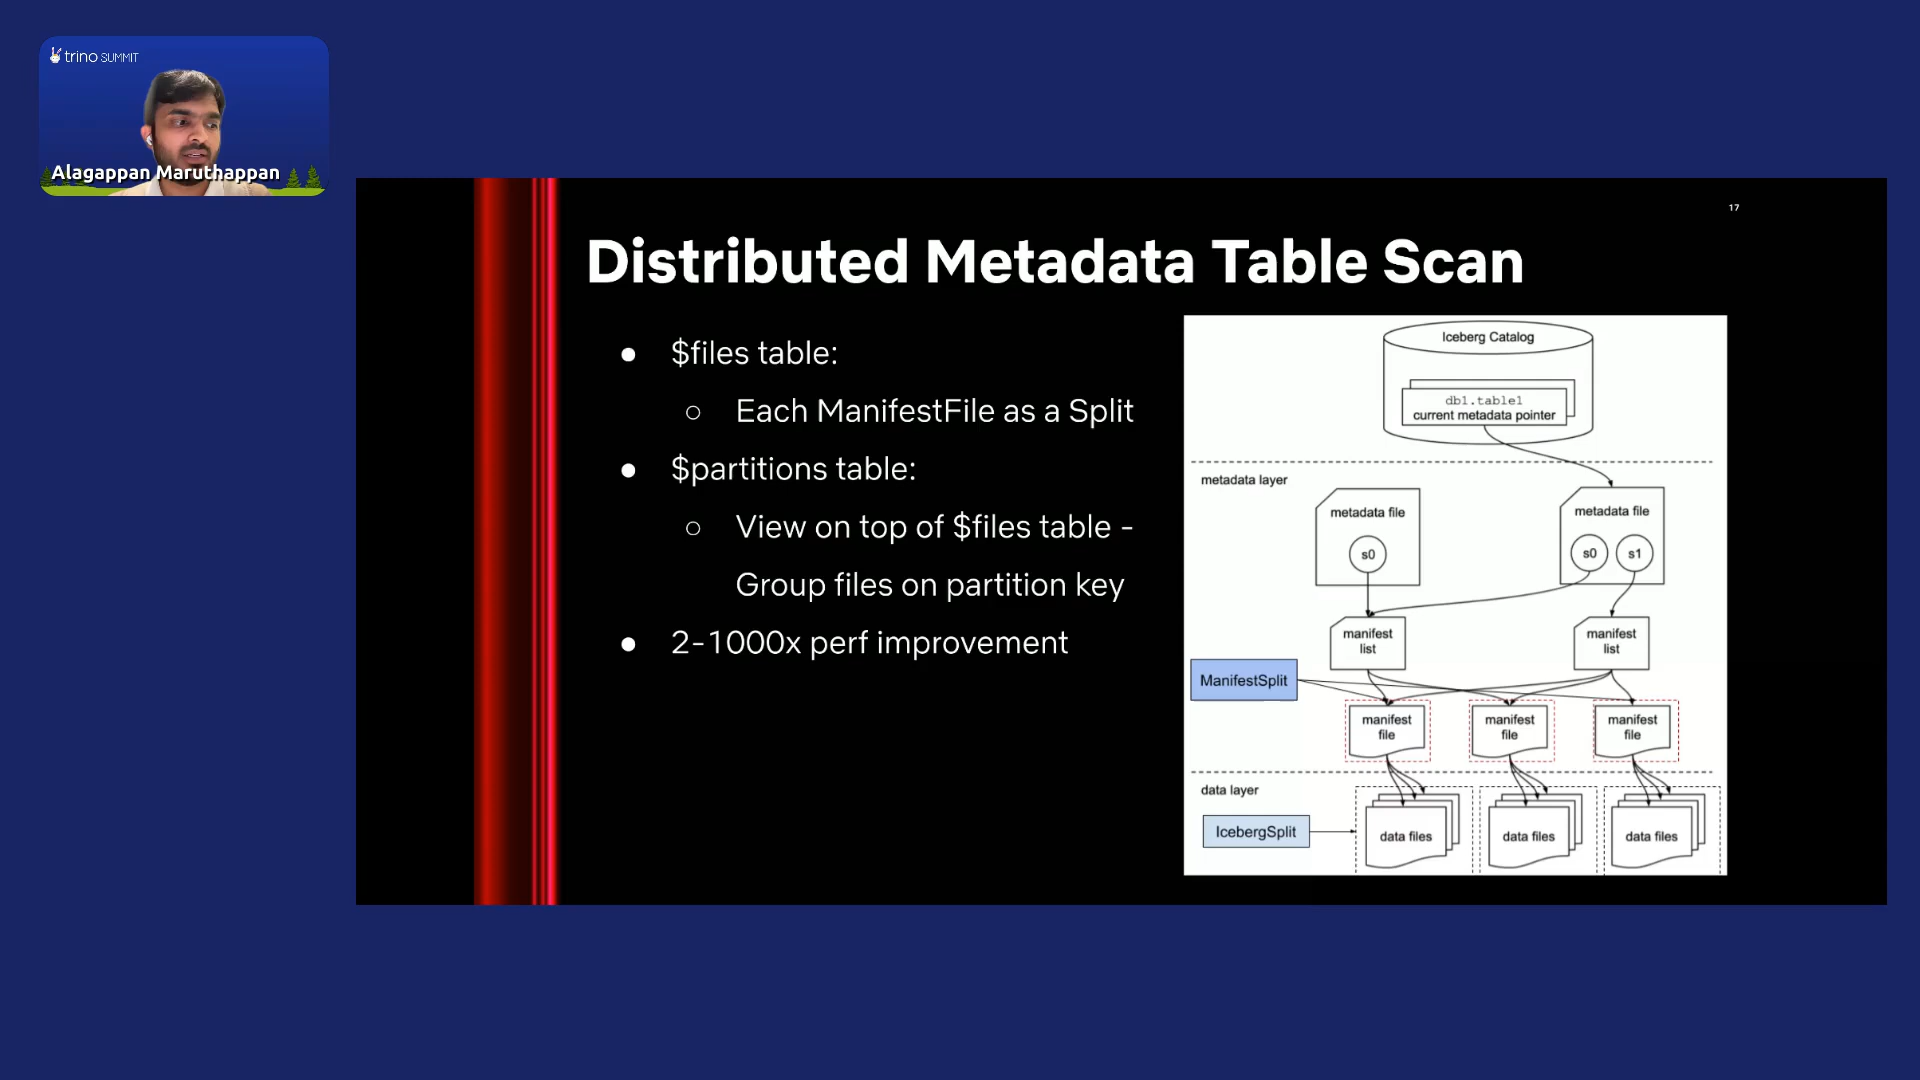 trino SUMMIT
Alagappan Maruthappan
17
Distributed Metadata Table Scan
● $files table:
○ Each ManifestFile as a Split
● $partitions table:
○ View on top of $files table -
Group files on partition key
● 2-1000x perf improvement
Iceberg Catalog
db1.table1
current metadata pointer
metadata layer
metadata file
metadata file
s0
s0
s1
manifest
list
manifest
list
ManifestSplit
manifest
file
manifest
file
manifest
file
data layer
IcebergSplit
data files
data files
data files